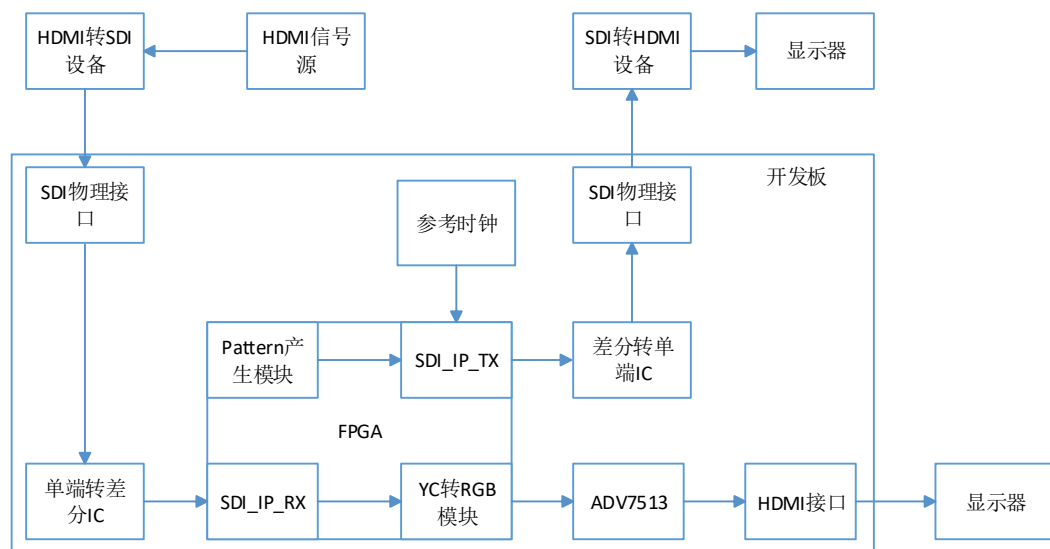 HDMI转SDI
设备
HDMI信号
源
SDI转HDMI
设备
显示器
开发板
SDI物理接
口
参考时钟
SDI物理接
口
Pattern产
生模块
SDI_IP_TX
差分转单
端IC
FPGA
单端转差
分IC
SDI_IP_RX
YC转RGB
模块
ADV7513
HDMI接口
显示器